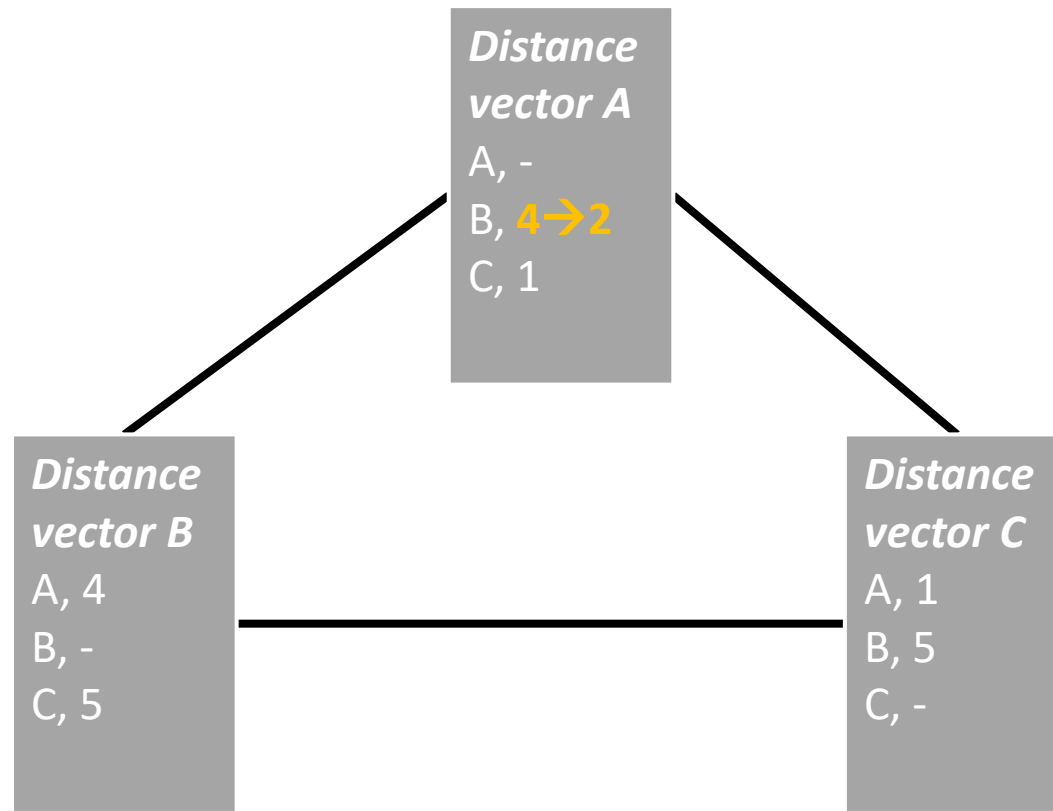 Distance
vector A
A, -
B, 4→2
C, 1
Distance
vector B
A, 4
B, -
C, 5
Distance
vector C
A, 1
B, 5
C, -